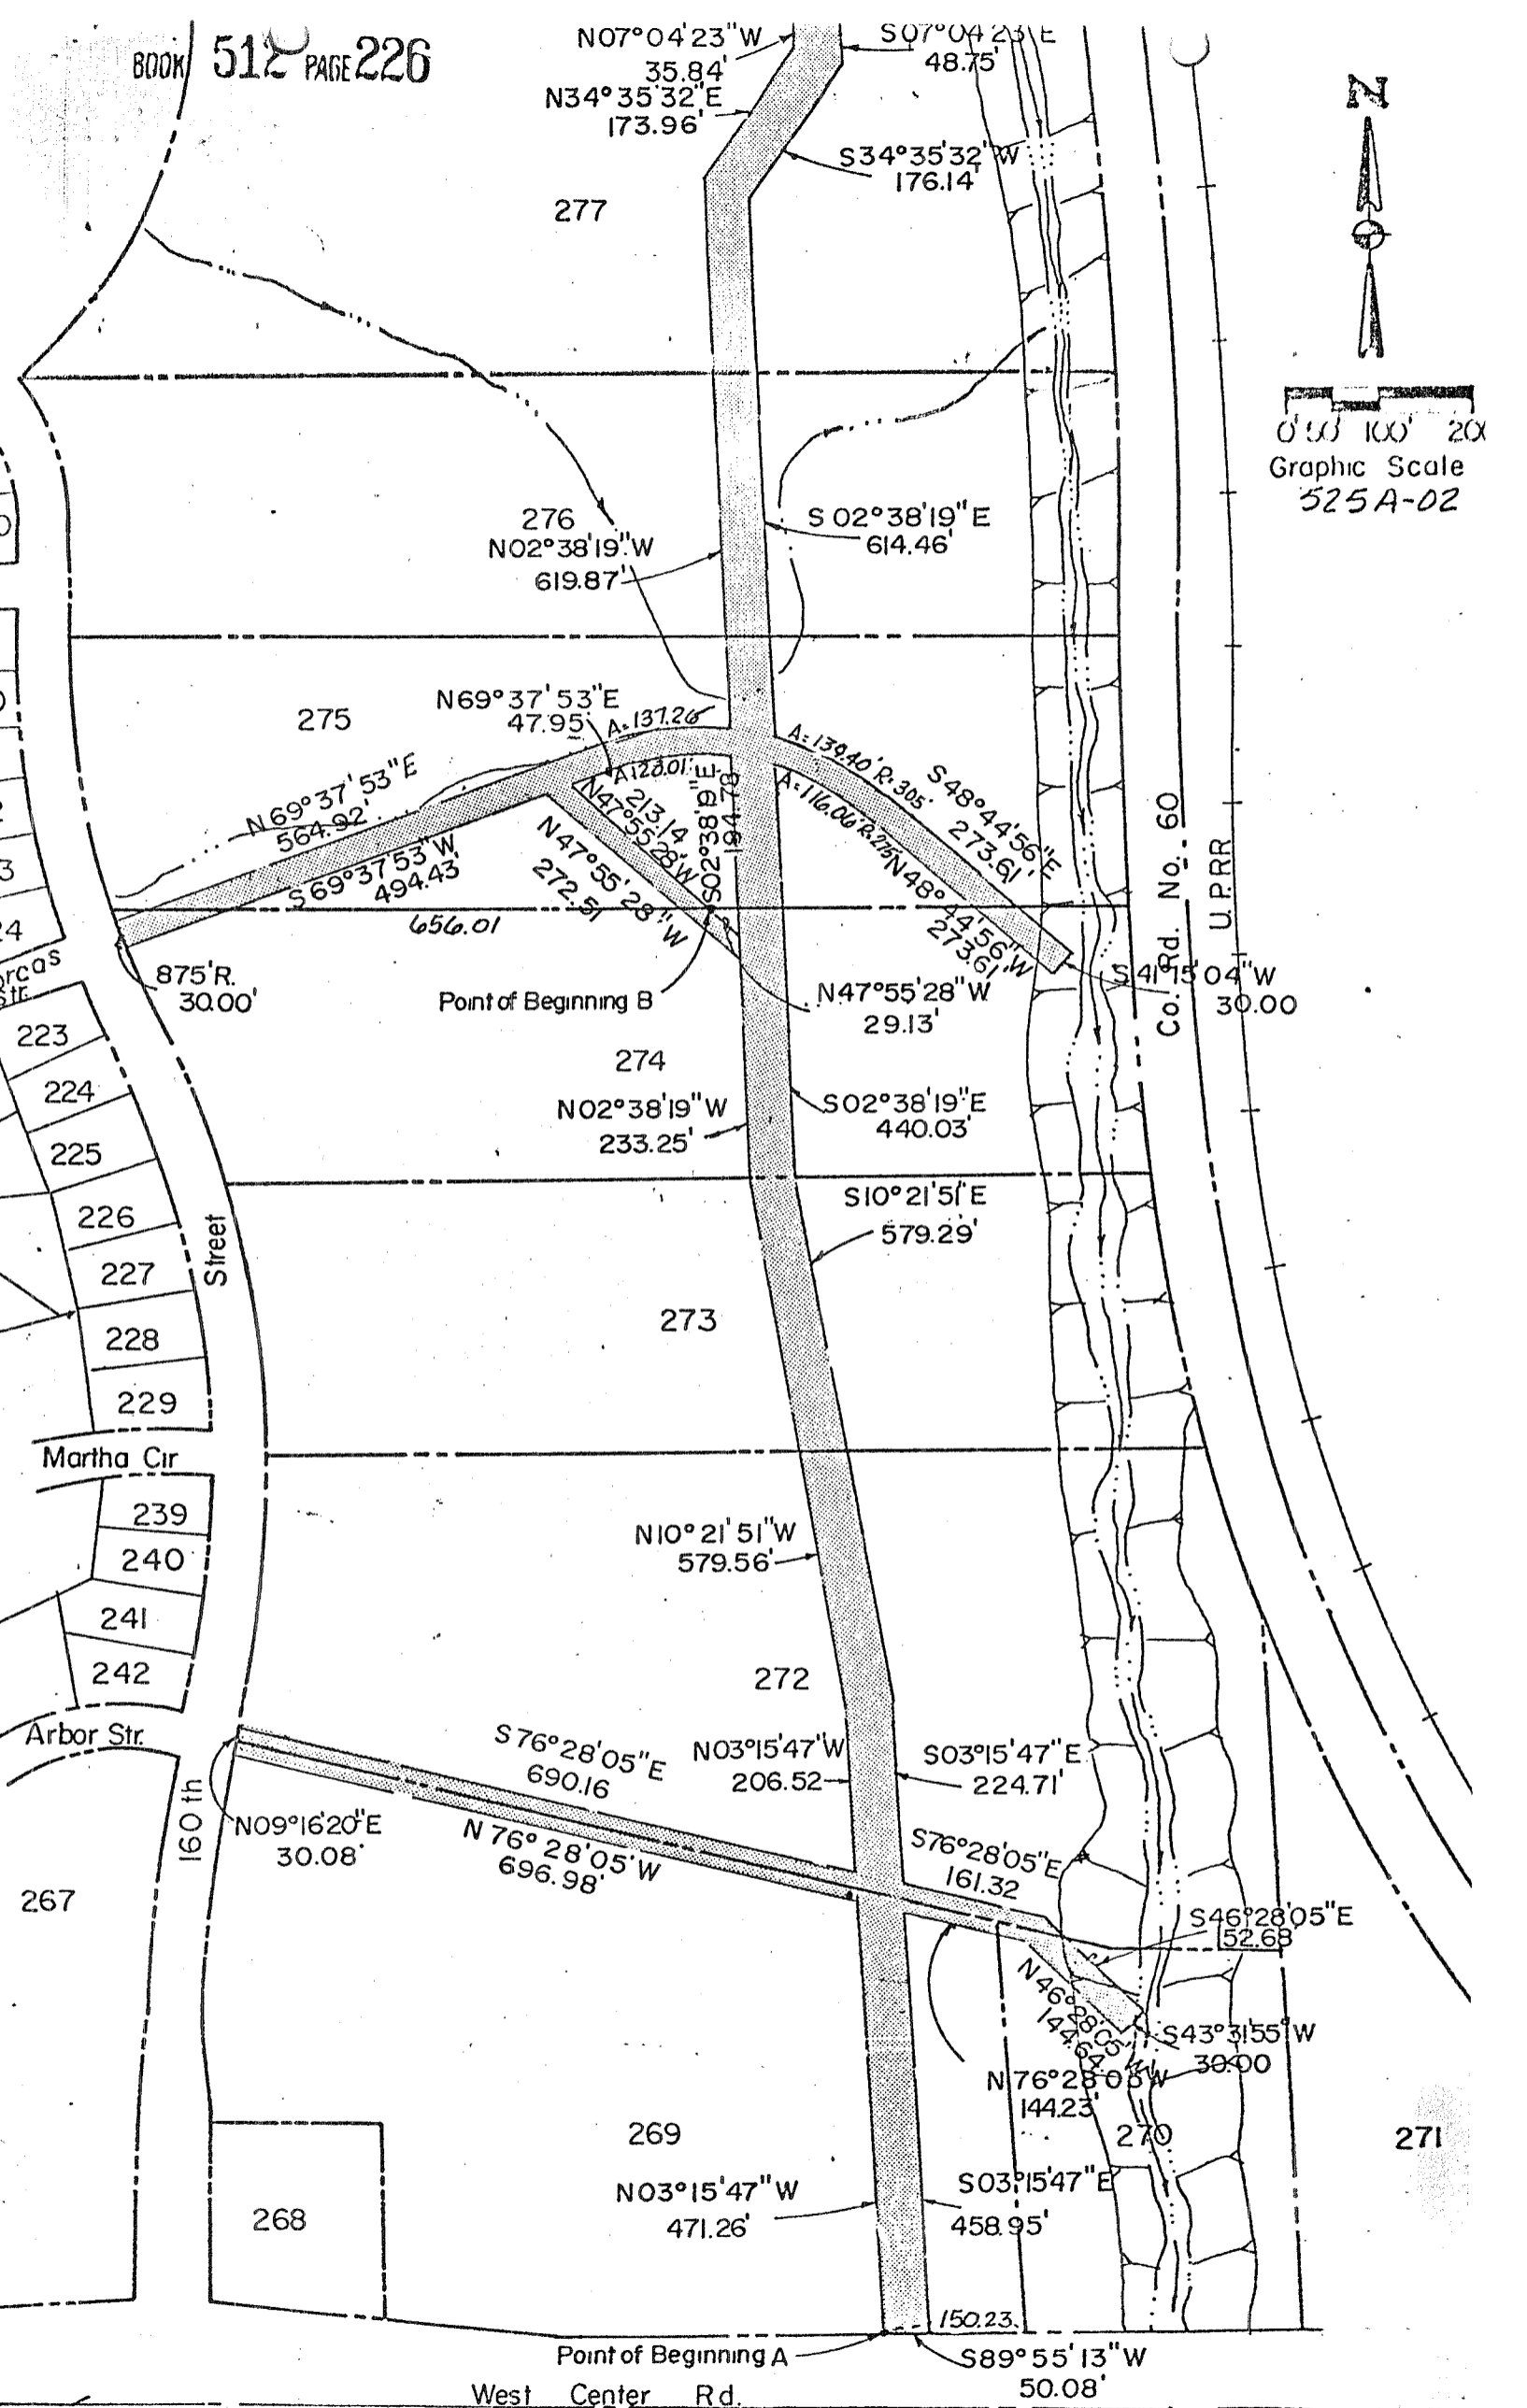 BOOK 512 PAGE 226
N07°04'23"W
35.84'
S07°04'23"E
48.75'
N34°35'32"E
173.96'
S34°35'32"W
176.14'
N
277
0' 50' 100' 200
Graphic Scale
525A-02
276
N02°38'19"W
619.87'
S02°38'19"E
614.46'
275
N69°37'53"E
47.95'
A=137.26
A=139.40' R=305'
S48°44'56"E
273.61'
N69°37'53"E
564.92'
A=123.01'
N47°55'28"W
213.14'
S02°38'19"E
194.78
A=116.06' R=275'
N48°44'56"W
273.61'
S69°37'53"W
494.43'
N47°55'28"W
272.51
656.01
Co. Rd. No. 60
U.P.RR
S41°15'04"W
30.00
875'R.
30.00'
Point of Beginning B
N47°55'28"W
29.13'
24
orcas
Str.
223
224
225
226
227
228
229
274
N02°38'19"W
233.25'
S02°38'19"E
440.03'
S10°21'51"E
579.29'
Street
273
Martha Cir
239
240
241
242
N10°21'51"W
579.56'
272
Arbor Str.
S76°28'05"E
690.16
N03°15'47"W
206.52
S03°15'47"E
224.71'
160th
N09°16'20"E
30.08'
N76°28'05"W
696.98'
S76°28'05"E
161.32
267
S46°28'05"E
152.68'
N46°28'05"
144.64
S43°31'55"W
30.00
N76°28'05"W
144.23'
269
270
271
268
N03°15'47"W
471.26'
S03°15'47"E
458.95'
150.23
Point of Beginning A
S89°55'13"W
50.08'
West Center Rd.